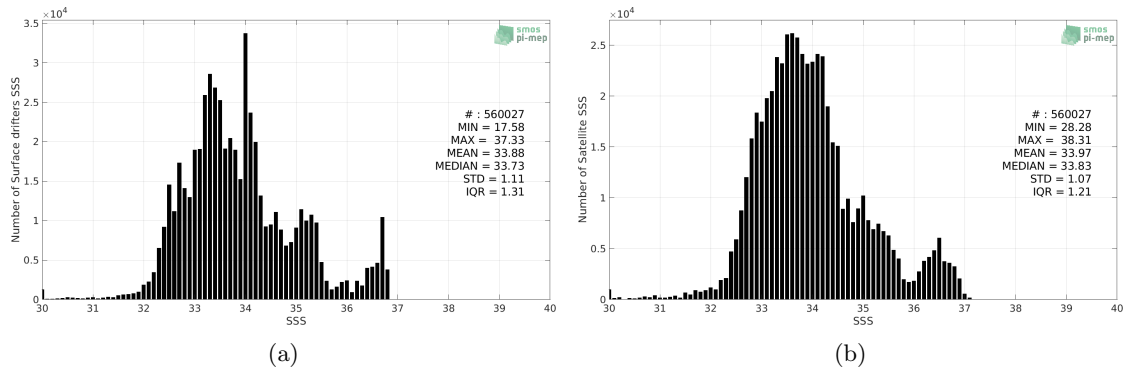 ×10⁴
3.5
3
2.5
2
1.5
1
0.5
0
Number of Surface drifters SSS
30 31 32 33 34 35 36 37 38 39 40
SSS
smos
pi-mep
# : 560027
MIN = 17.58
MAX = 37.33
MEAN = 33.88
MEDIAN = 33.73
STD = 1.11
IQR = 1.31
(a)
×10⁴
2.5
2
1.5
1
0.5
0
Number of Satellite SSS
30 31 32 33 34 35 36 37 38 39 40
SSS
smos
pi-mep
# : 560027
MIN = 28.28
MAX = 38.31
MEAN = 33.97
MEDIAN = 33.83
STD = 1.07
IQR = 1.21
(b)